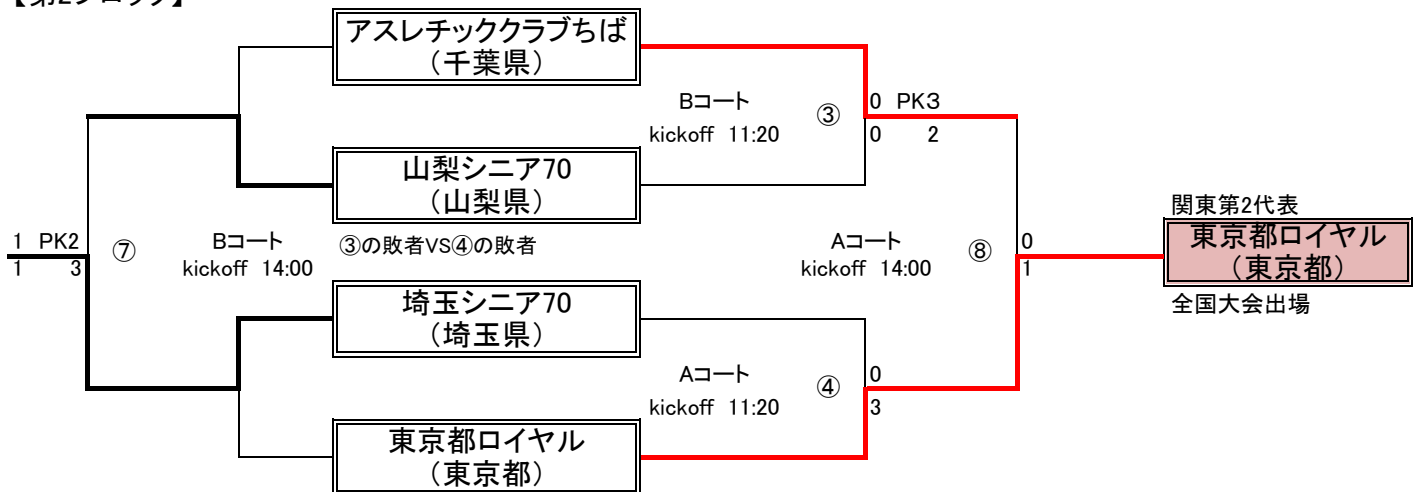 【第2ブロック】
アスレチッククラブちば
（千葉県）
Bコート
③
kickoff 11:20
0 PK3
0 2
山梨シニア70
（山梨県）
③の敗者VS④の敗者
1 PK2
1 3
⑦
Bコート
kickoff 14:00
Aコート
⑧
kickoff 14:00
0
1
関東第2代表
東京都ロイヤル
（東京都）
全国大会出場
埼玉シニア70
（埼玉県）
Aコート
④
kickoff 11:20
0
3
東京都ロイヤル
（東京都）